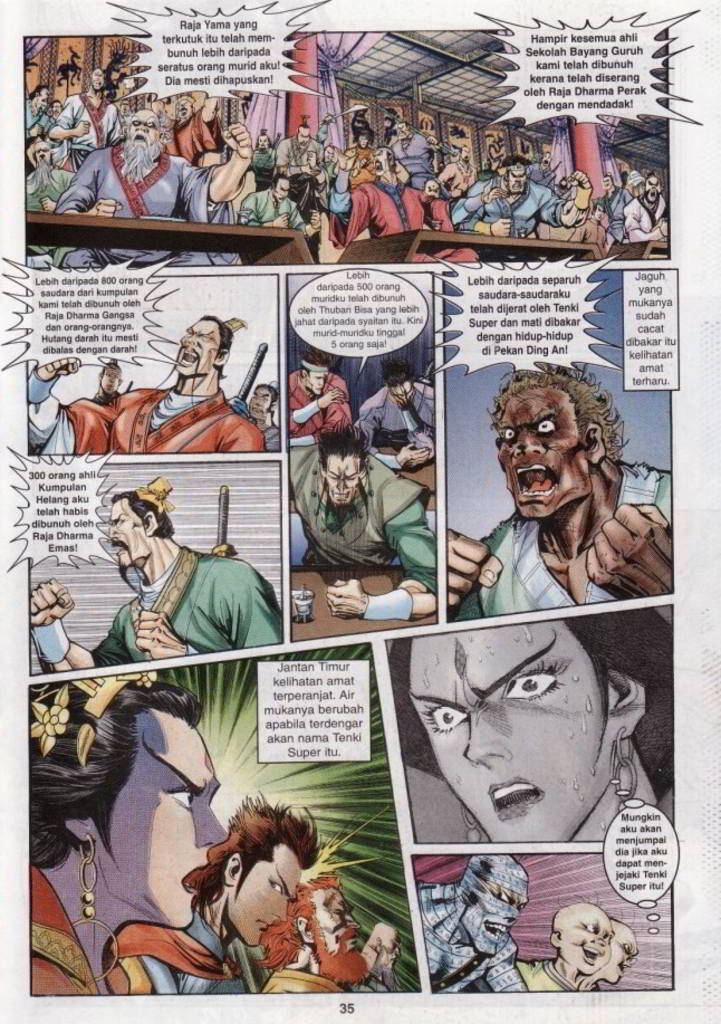 Raja Yama yang
terkutuk itu telah mem-
bunuh lebih daripada
seratus orang murid aku!
Dia mesti dihapuskan!
Hampir kesemua ahli
Sekolah Bayang Guruh
kami telah dibunuh
kerana telah diserang
oleh Raja Dharma Perak
dengan mendadak!
Lebih daripada 800 orang
saudara dari kumpulan
kami telah dibunuh oleh
Raja Dharma Gangsa
dan orang-orangnya.
Hutang darah itu mesti
dibalas dengan darah!
Lebih
daripada 500 orang
muridku telah dibunuh
oleh Thuban Bisa yang lebih
jahat daripada syaitan itu. Kini
murid-muridku tinggal
5 orang saja!
Lebih daripada separuh
saudara-saudaraku
telah dijerat oleh Tenki
Super dan mati dibakar
dengan hidup-hidup
di Pekan Ding An!
Jaguh
yang
mukanya
sudah
cacat
dibakar itu
kelihatan
terharu.
300 orang ahli
Kumpulan
Helang aku
telah habis
dibunuh oleh
Raja Dharma
Emas!
Jantan Timur
kelihatan amat
terperanjat. Air
mukanya berubah
apabila terdengar
akan nama Tenki
Super itu.
Mungkin
aku akan
menjumpai
dia jika aku
dapat men-
jejaki Tenki
Super itu!
35